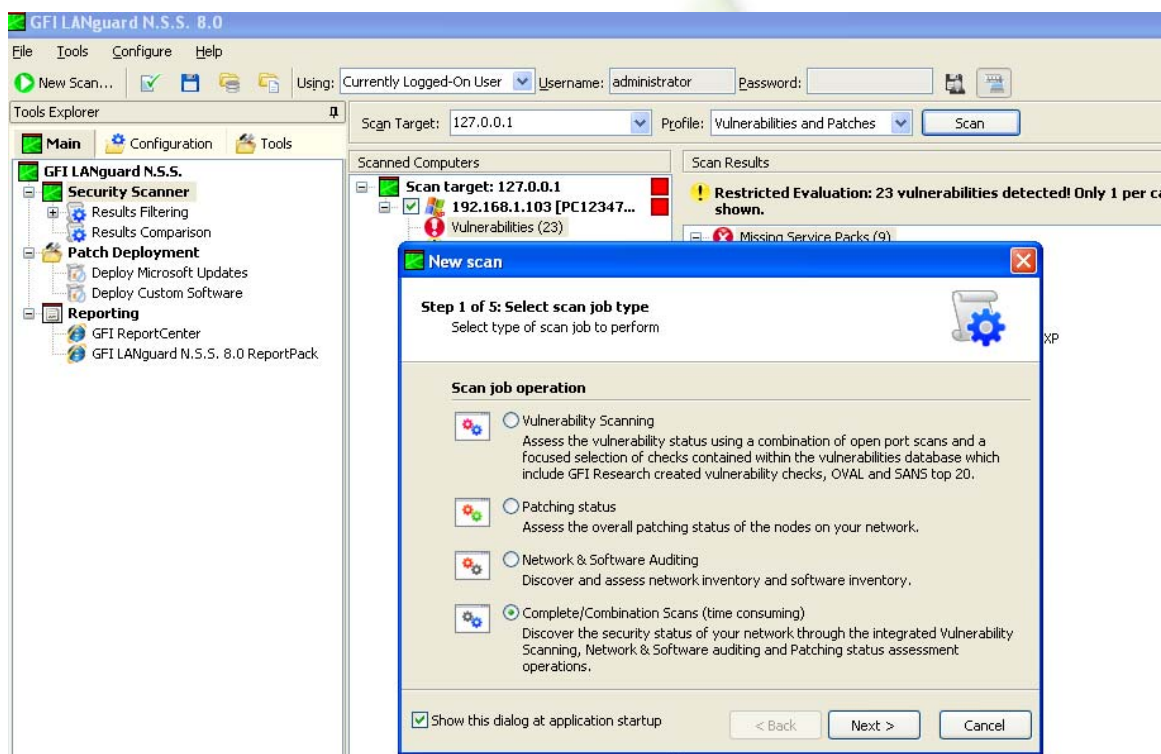 GFI LANguard N.S.S. 8.0
File Tools Configure Help
New Scan... Using: Currently Logged-On User Username: administrator Password:
Tools Explorer
Main Configuration Tools
GFI LANguard N.S.S.
Security Scanner
Results Filtering
Results Comparison
Patch Deployment
Deploy Microsoft Updates
Deploy Custom Software
Reporting
GFI ReportCenter
GFI LANguard N.S.S. 8.0 ReportPack
Scan Target: 127.0.0.1 Profile: Vulnerabilities and Patches Scan
Scanned Computers
Scan target: 127.0.0.1
192.168.1.103 [PC12347...
Vulnerabilities (23)
Scan Results
Restricted Evaluation: 23 vulnerabilities detected! Only 1 per ca
shown.
Missing Service Packs (9)
XP
New scan
Step 1 of 5: Select scan job type
Select type of scan job to perform
Scan job operation
Vulnerability Scanning
Assess the vulnerability status using a combination of open port scans and a
focused selection of checks contained within the vulnerabilities database which
include GFI Research created vulnerability checks, OVAL and SANS top 20.
Patching status
Assess the overall patching status of the nodes on your network.
Network & Software Auditing
Discover and assess network inventory and software inventory.
Complete/Combination Scans (time consuming)
Discover the security status of your network through the integrated Vulnerability
Scanning, Network & Software auditing and Patching status assessment
operations.
Show this dialog at application startup
< Back Next > Cancel